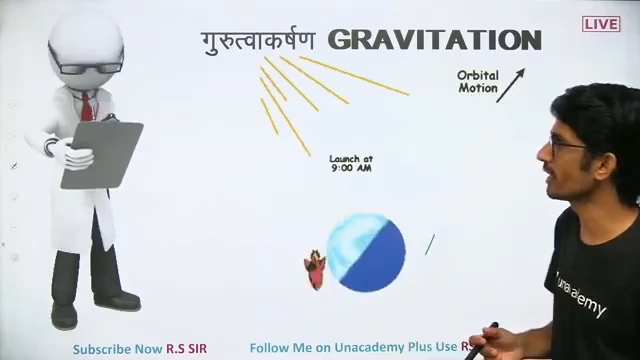 LIVE
गुरुत्वाकर्षण GRAVITATION
Orbital
Motion
Launch at
9:00 AM
Subscribe Now R.S SIR
Follow Me on Unacademy Plus Use